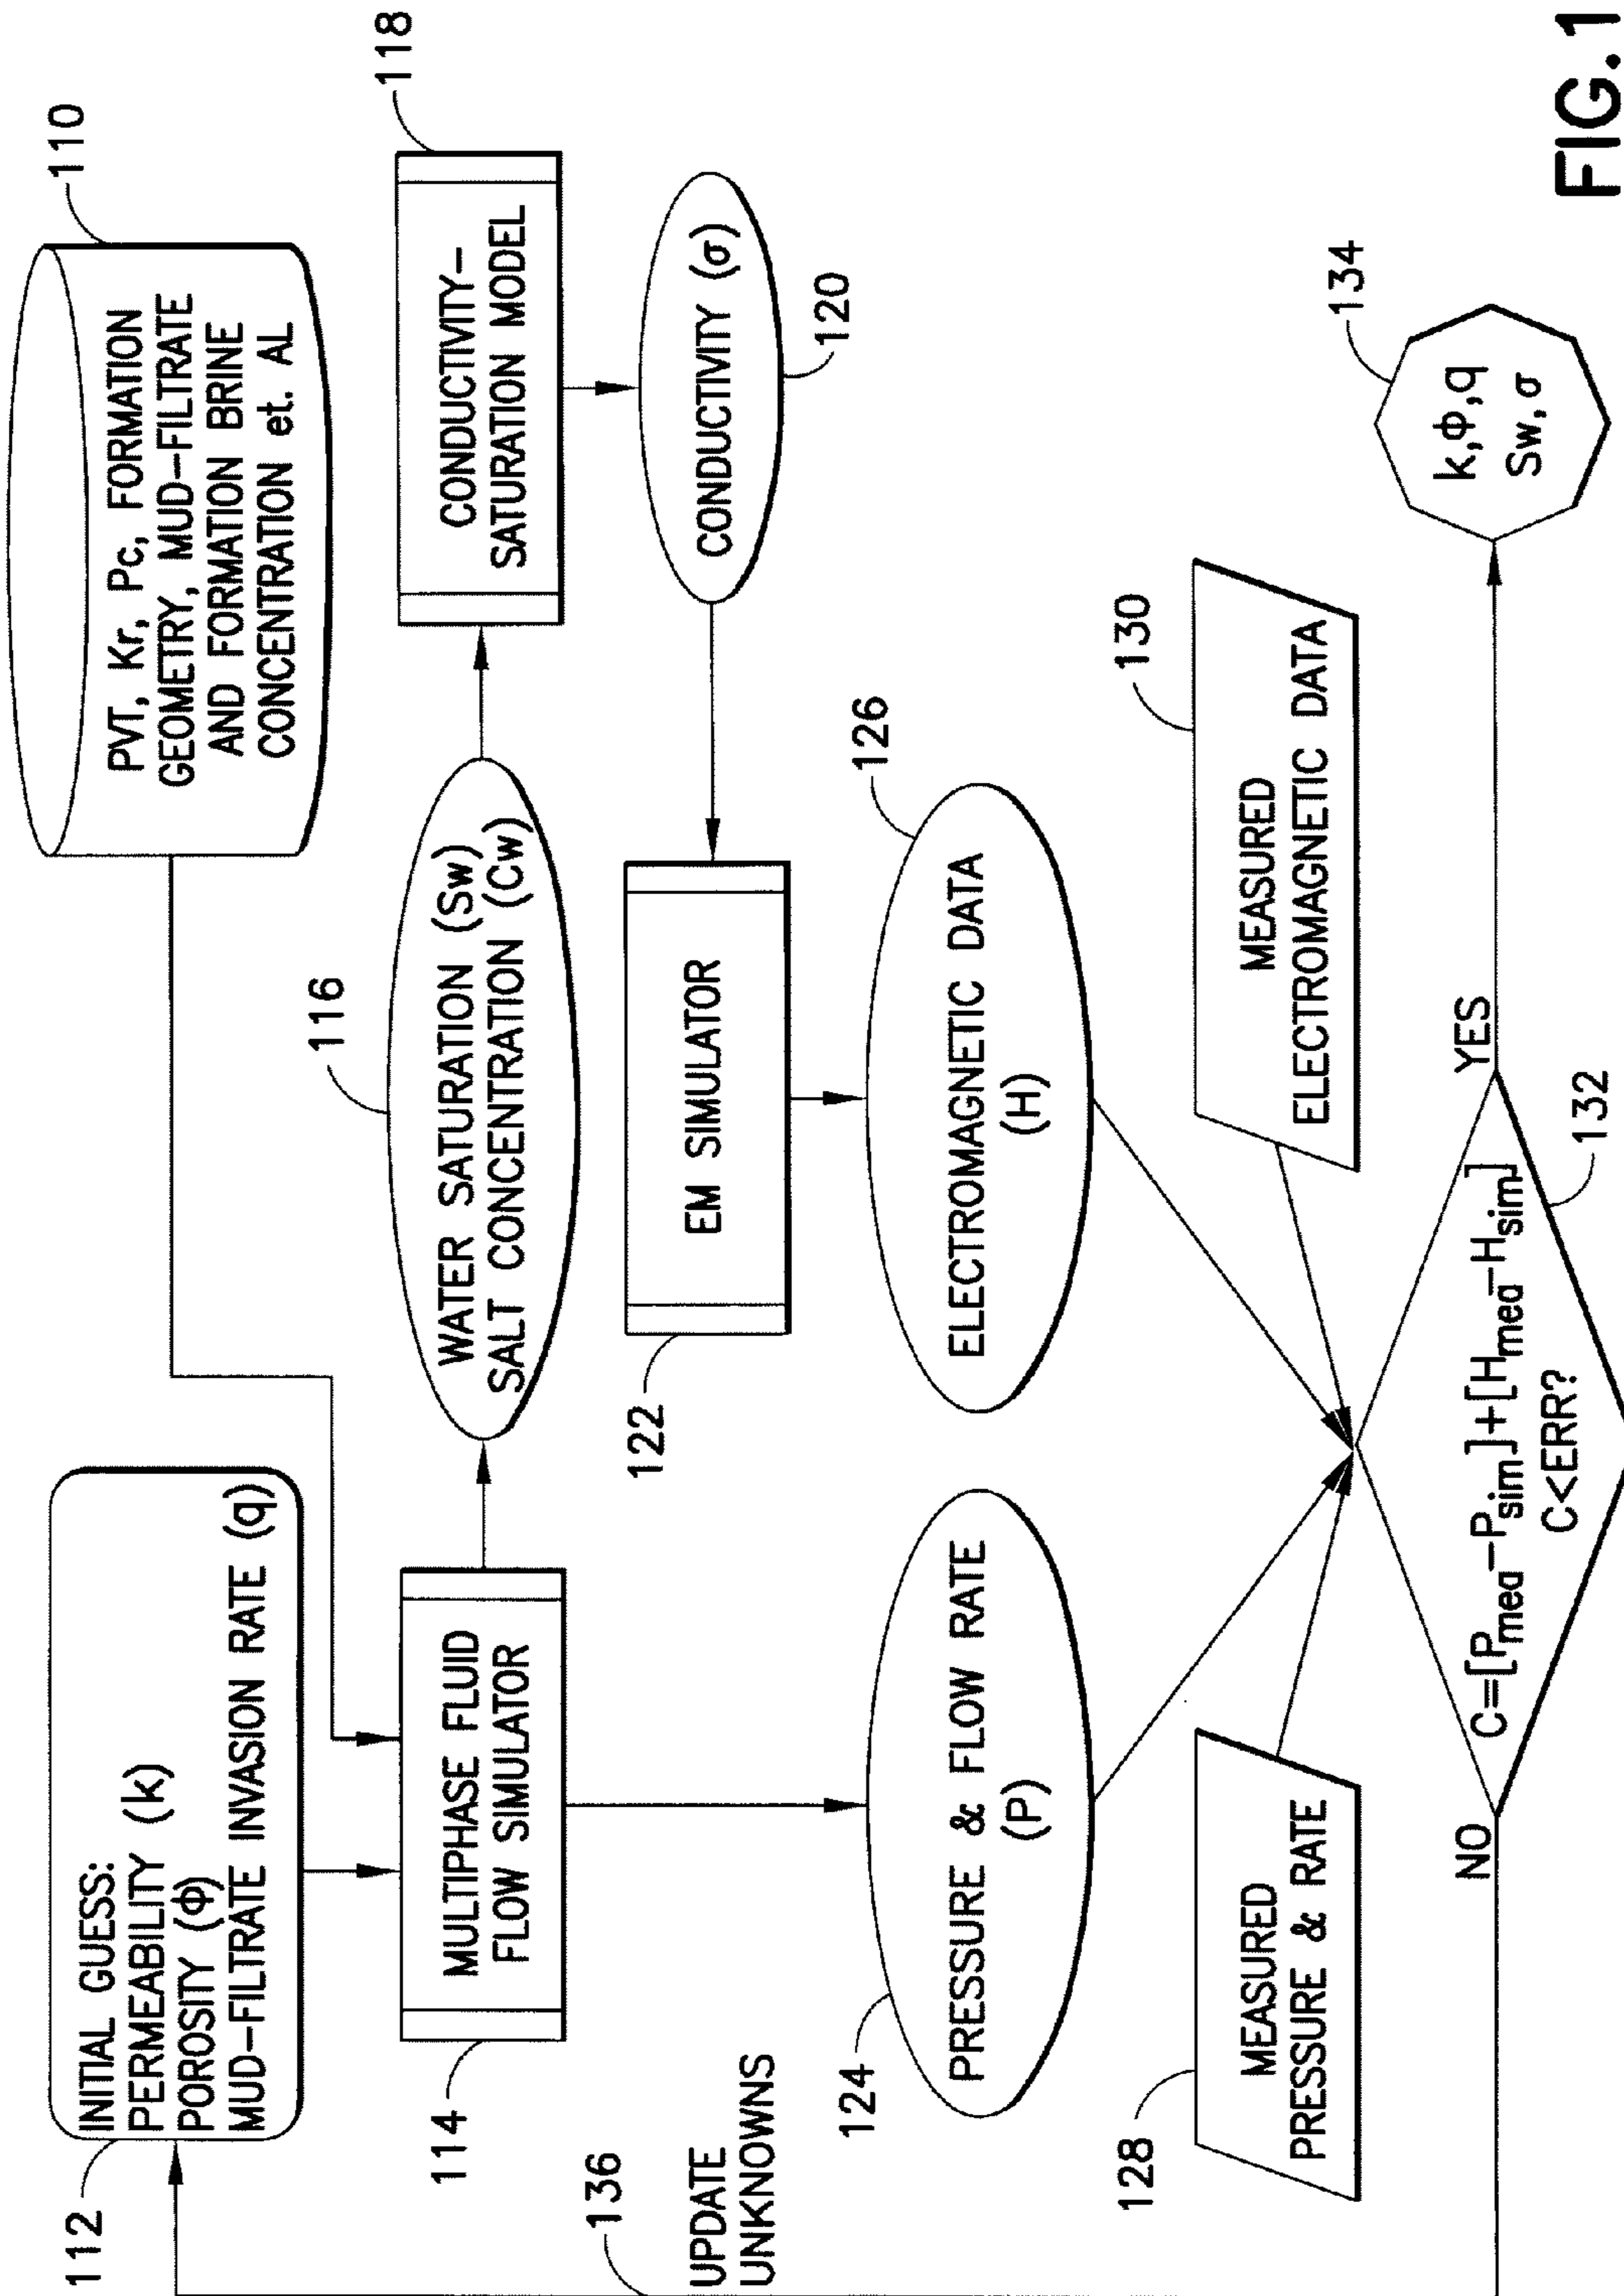 112
INITIAL GUESS:
PERMEABILITY (k)
POROSITY (ϕ)
MUD-FILTRATE INVASION RATE (q)
110
PVT, Kr, Pc, FORMATION
GEOMETRY, MUD-FILTRATE
AND FORMATION BRINE
CONCENTRATION et. AL
114
MULTIPHASE FLUID
FLOW SIMULATOR
116
WATER SATURATION (Sw)
SALT CONCENTRATION (Cw)
118
CONDUCTIVITY-
SATURATION MODEL
CONDUCTIVITY (σ)
120
122
EM SIMULATOR
136
UPDATE
UNKNOWNS
124
PRESSURE & FLOW RATE
(P)
126
ELECTROMAGNETIC DATA
(H)
128
MEASURED
PRESSURE & RATE
130
MEASURED
ELECTROMAGNETIC DATA
NO
C=[Pmea-Psim]+[Hmea-Hsim]
C<ERR?
YES
132
134
k,ϕ,q
Sw,σ
FIG.1